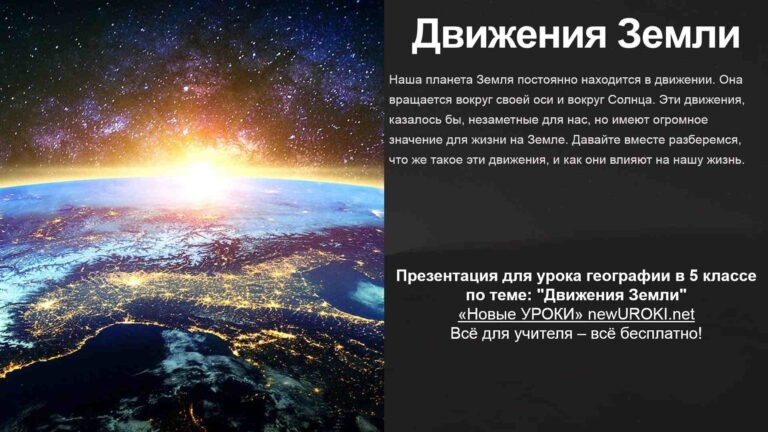 Движения Земли
Наша планета Земля постоянно находится в движении. Она
вращается вокруг своей оси и вокруг Солнца. Эти движения,
казалось бы, незаметные для нас, но имеют огромное
значение для жизни на Земле. Давайте вместе разберемся,
что же такое эти движения, и как они влияют на нашу жизнь.
Презентация для урока географии в 5 классе
по теме: "Движения Земли"
«Новые УРОКИ» newUROKI.net
Всё для учителя – всё бесплатно!